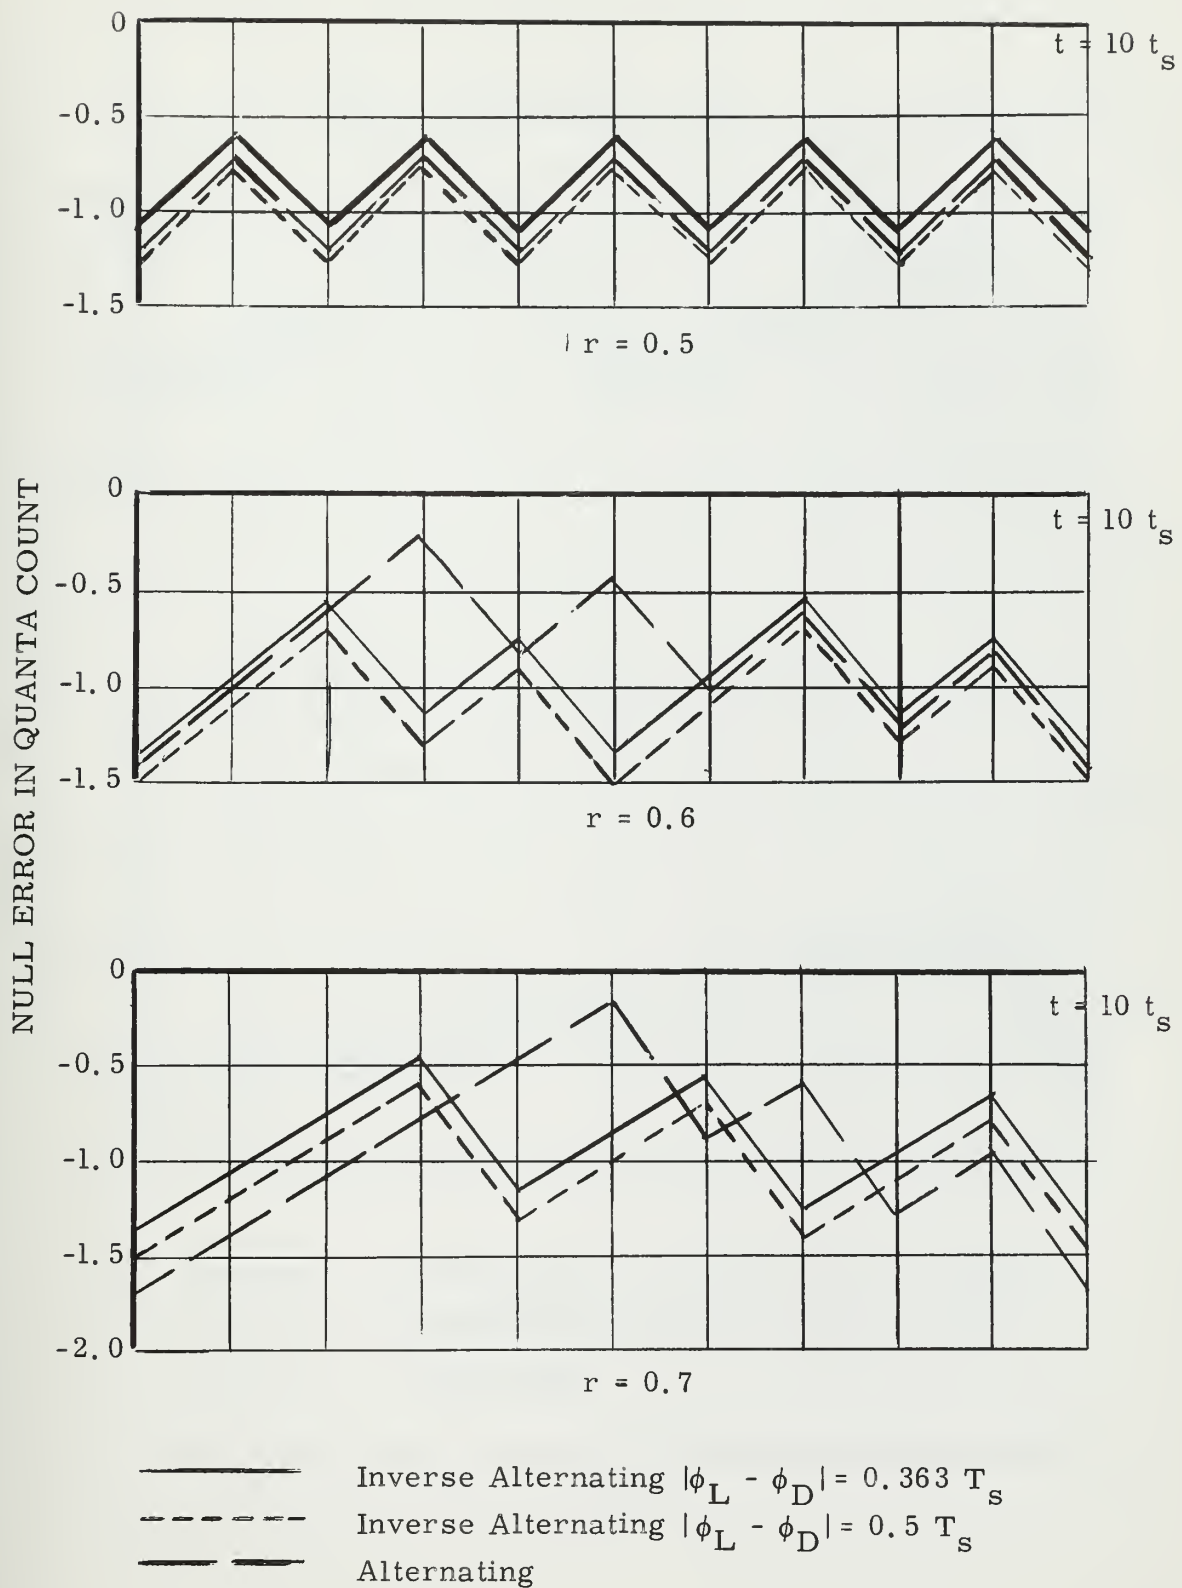 0
t = 10 t_s
-0.5
-1.0
-1.5
r = 0.5
NULL ERROR IN QUANTA COUNT
0
t = 10 t_s
-0.5
-1.0
-1.5
r = 0.6
0
t = 10 t_s
-0.5
-1.0
-1.5
-2.0
r = 0.7
Inverse Alternating |ϕ_L - ϕ_D| = 0.363 T_s
Inverse Alternating |ϕ_L - ϕ_D| = 0.5 T_s
Alternating